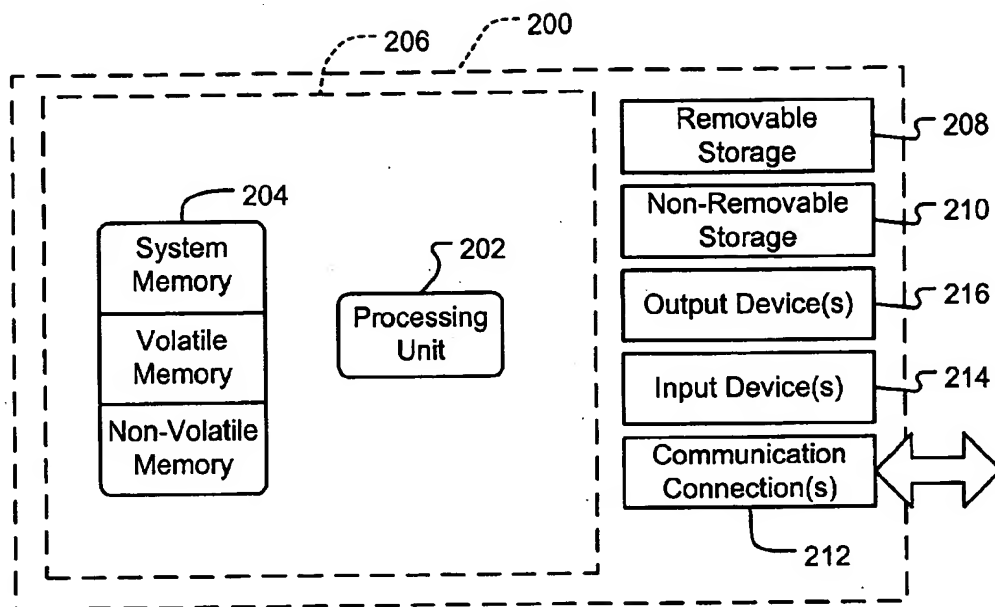 206
200
Removable
Storage
208
204
Non-Removable
Storage
210
System
Memory
202
Output Device(s)
216
Processing
Unit
Volatile
Memory
Input Device(s)
214
Non-Volatile
Memory
Communication
Connection(s)
212